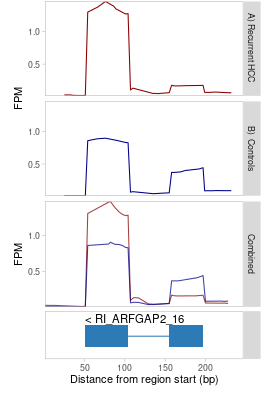 1.0
0.5
A) Recurrent HCC
FPM
1.0
0.5
B) Controls
1.0
0.5
FPM
Combined
< RI_ARFGAP2_16
50 100 150 200
Distance from region start (bp)